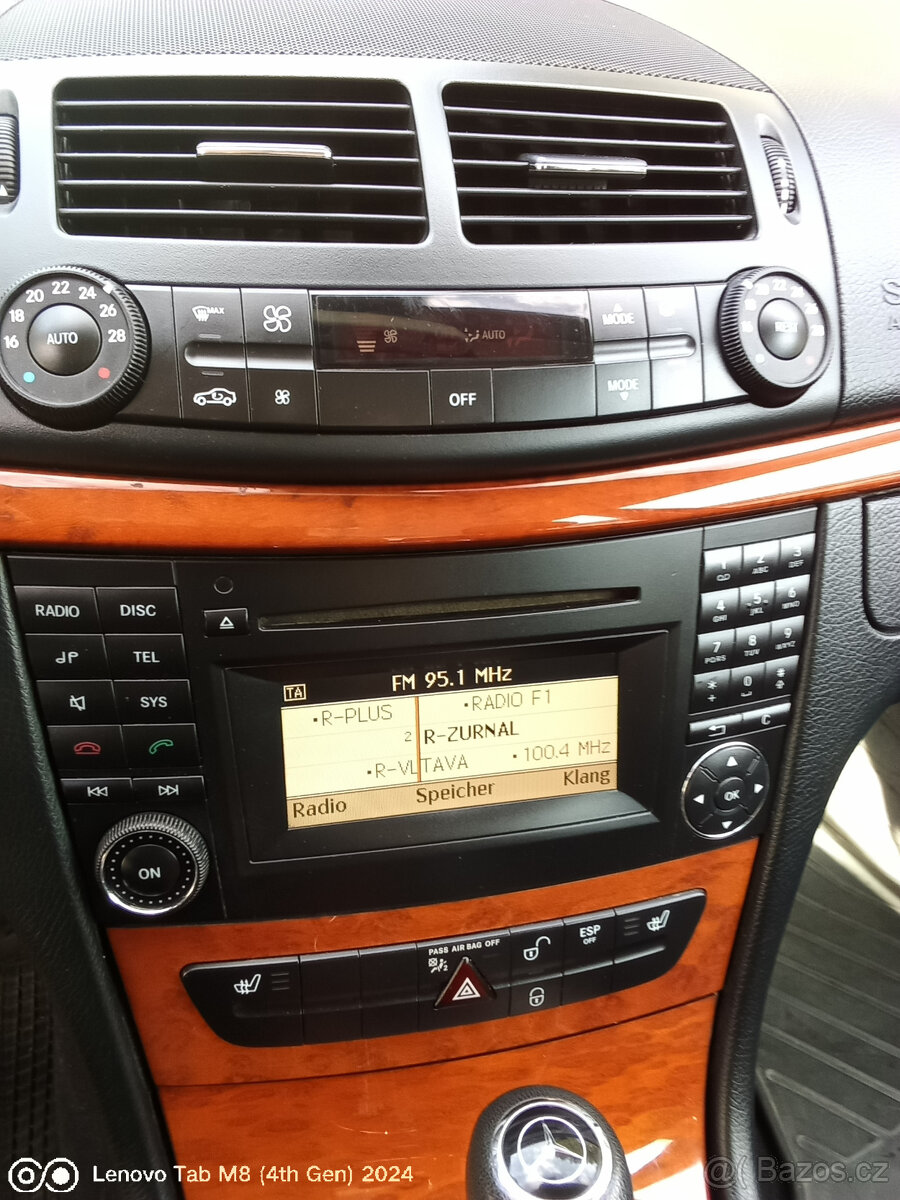 16 18 20 22 24 26 28
AUTO
MAX
AUTO
MODE
OFF
MODE
REST
RADIO DISC
TEL
SYS
ON
TA FM 95.1 MHz
R-PLUS RADIO F1
2 R-ZURNAL
R-VLTAVA 100.4 MHz
Radio Speicher Klang
1 2 ABC 3 DEF
4 GHI 5 JKL 6 MNO
7 PQRS 8 TUV 9 WXYZ
* + 0 #
C
OK
PASS AIR BAG OFF
2
ESP
OFF
Lenovo Tab M8 (4th Gen) 2024
Bazos.cz